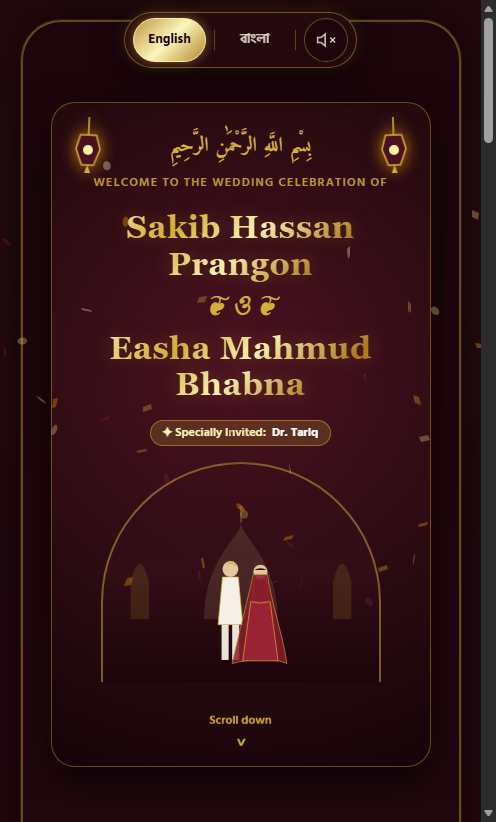 English
বাংলা
بِسْمِ اللَّهِ الرَّحْمَٰنِ الرَّحِيمِ
WELCOME TO THE WEDDING CELEBRATION OF
Sakib Hassan
Prangon
❦ ও ❦
Easha Mahmud
Bhabna
✦ Specially Invited: Dr. Tariq
Scroll down
v